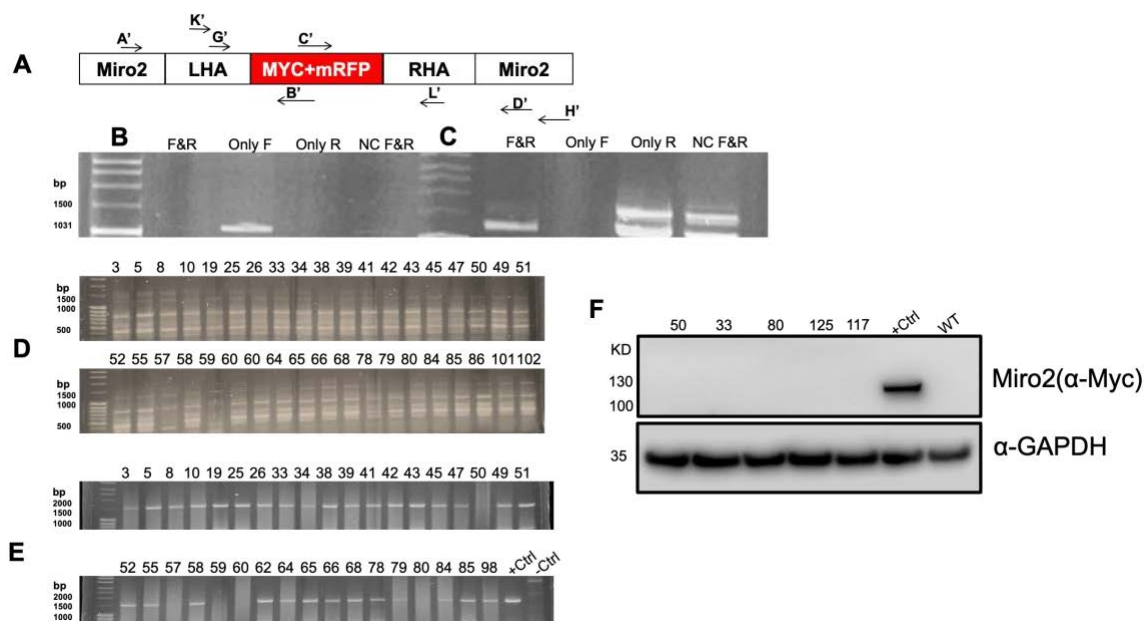 K'
A' G' C'
A Miro2 LHA MYC+mRFP RHA Miro2
B' L' D' H'
B F&R Only F Only R NC F&R C F&R Only F Only R NC F&R
bp
1500
1031
3 5 8 10 19 25 26 33 34 38 39 41 42 43 45 47 50 49 51
bp
1500
1000
500
D
52 55 57 58 59 60 60 64 65 66 68 78 79 80 84 85 86 101 102
bp
1500
1000
500
3 5 8 10 19 25 26 33 34 38 39 41 42 43 45 47 50 49 51
bp
2000
1500
1000
E
52 55 57 58 59 60 62 64 65 66 68 78 79 80 84 85 98 +Ctrl -Ctrl
bp
2000
1500
1000
F
50 33 80 125 117 +Ctrl WT
KD
130
100
Miro2(α-Myc)
35
α-GAPDH